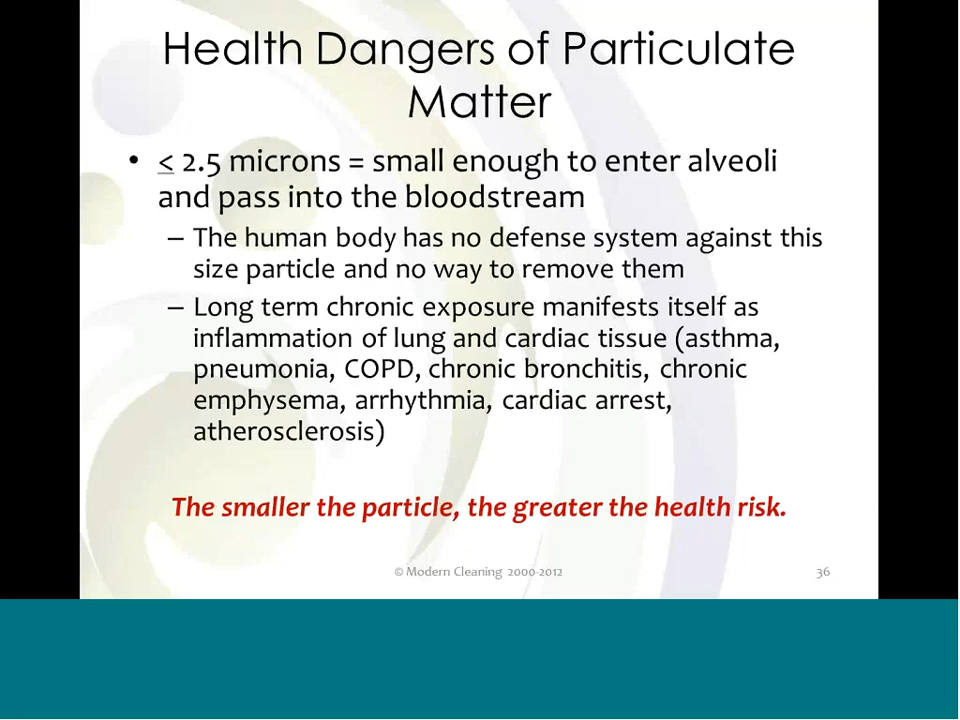 Health Dangers of Particulate
Matter
• ≤ 2.5 microns = small enough to enter alveoli
and pass into the bloodstream
– The human body has no defense system against this
size particle and no way to remove them
– Long term chronic exposure manifests itself as
inflammation of lung and cardiac tissue (asthma,
pneumonia, COPD, chronic bronchitis, chronic
emphysema, arrhythmia, cardiac arrest,
atherosclerosis)
The smaller the particle, the greater the health risk.
© Modern Cleaning 2000-2012
36